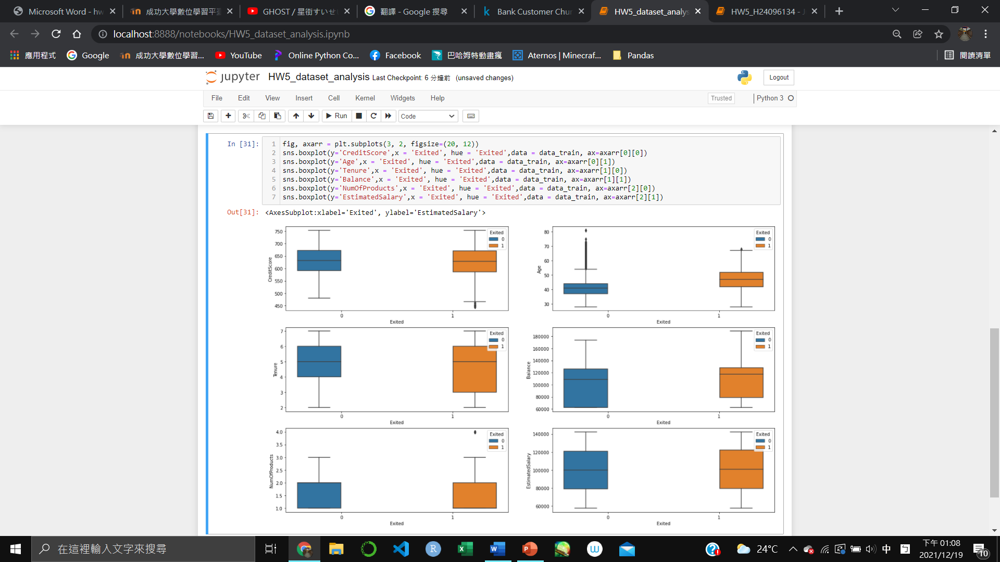 Microsoft Word - hw
成功大學數位學習平臺
GHOST / 星街すいせい
翻譯 - Google 搜尋
Bank Customer Chur
HW5_dataset_analys
HW5_H24096134 - J
localhost:8888/notebooks/HW5_dataset_analysis.ipynb
應用程式
Google
成功大學數位學習...
YouTube
Online Python Co...
Facebook
巴哈姆特動畫瘋
Aternos | Minecraf...
Pandas
閱讀清單
jupyter HW5_dataset_analysis Last Checkpoint: 6 分鐘前 (unsaved changes)
Logout
File Edit View Insert Cell Kernel Widgets Help
Trusted
Python 3
Run
Code
In [31]:
1 fig, axarr = plt.subplots(3, 2, figsize=(20, 12))
2 sns.boxplot(y='CreditScore',x = 'Exited', hue = 'Exited',data = data_train, ax=axarr[0][0])
3 sns.boxplot(y='Age',x = 'Exited', hue = 'Exited',data = data_train, ax=axarr[0][1])
4 sns.boxplot(y='Tenure',x = 'Exited', hue = 'Exited',data = data_train, ax=axarr[1][0])
5 sns.boxplot(y='Balance',x = 'Exited', hue = 'Exited',data = data_train, ax=axarr[1][1])
6 sns.boxplot(y='NumOfProducts',x = 'Exited', hue = 'Exited',data = data_train, ax=axarr[2][0])
7 sns.boxplot(y='EstimatedSalary',x = 'Exited', hue = 'Exited',data = data_train, ax=axarr[2][1])
Out[31]: <AxesSubplot:xlabel='Exited', ylabel='EstimatedSalary'>
CreditScore
750
700
650
600
550
500
450
0 1
Exited
Exited
0
1
Age
80
70
60
50
40
30
0 1
Exited
Exited
0
1
Tenure
7
6
5
4
3
2
0 1
Exited
Exited
0
1
Balance
180000
160000
140000
120000
100000
80000
60000
0 1
Exited
Exited
0
1
NumOfProducts
4.0
3.5
3.0
2.5
2.0
1.5
1.0
0 1
Exited
Exited
0
1
EstimatedSalary
140000
120000
100000
80000
60000
0 1
Exited
Exited
0
1
在這裡輸入文字來搜尋
24°C
中
下午 01:08
2021/12/19
10